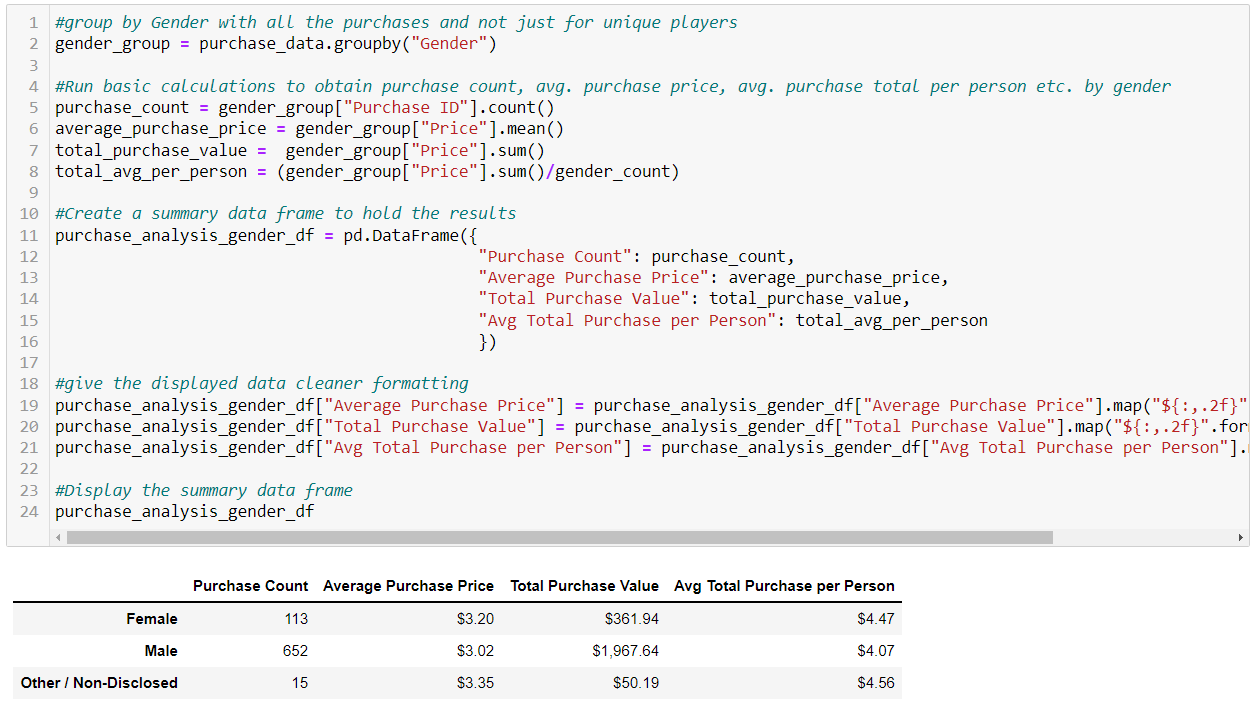 1 #group by Gender with all the purchases and not just for unique players
2 gender_group = purchase_data.groupby("Gender")
3
4 #Run basic calculations to obtain purchase count, avg. purchase price, avg. purchase total per person etc. by gender
5 purchase_count = gender_group["Purchase ID"].count()
6 average_purchase_price = gender_group["Price"].mean()
7 total_purchase_value =  gender_group["Price"].sum()
8 total_avg_per_person = (gender_group["Price"].sum()/gender_count)
9
10 #Create a summary data frame to hold the results
11 purchase_analysis_gender_df = pd.DataFrame({
12 "Purchase Count": purchase_count,
13 "Average Purchase Price": average_purchase_price,
14 "Total Purchase Value": total_purchase_value,
15 "Avg Total Purchase per Person": total_avg_per_person
16 })
17
18 #give the displayed data cleaner formatting
19 purchase_analysis_gender_df["Average Purchase Price"] = purchase_analysis_gender_df["Average Purchase Price"].map("${:,.2f}"
20 purchase_analysis_gender_df["Total Purchase Value"] = purchase_analysis_gender_df["Total Purchase Value"].map("${:,.2f}".for
21 purchase_analysis_gender_df["Avg Total Purchase per Person"] = purchase_analysis_gender_df["Avg Total Purchase per Person"].
22
23 #Display the summary data frame
24 purchase_analysis_gender_df
Purchase Count Average Purchase Price Total Purchase Value Avg Total Purchase per Person
Female 113 $3.20 $361.94 $4.47
Male 652 $3.02 $1,967.64 $4.07
Other / Non-Disclosed 15 $3.35 $50.19 $4.56